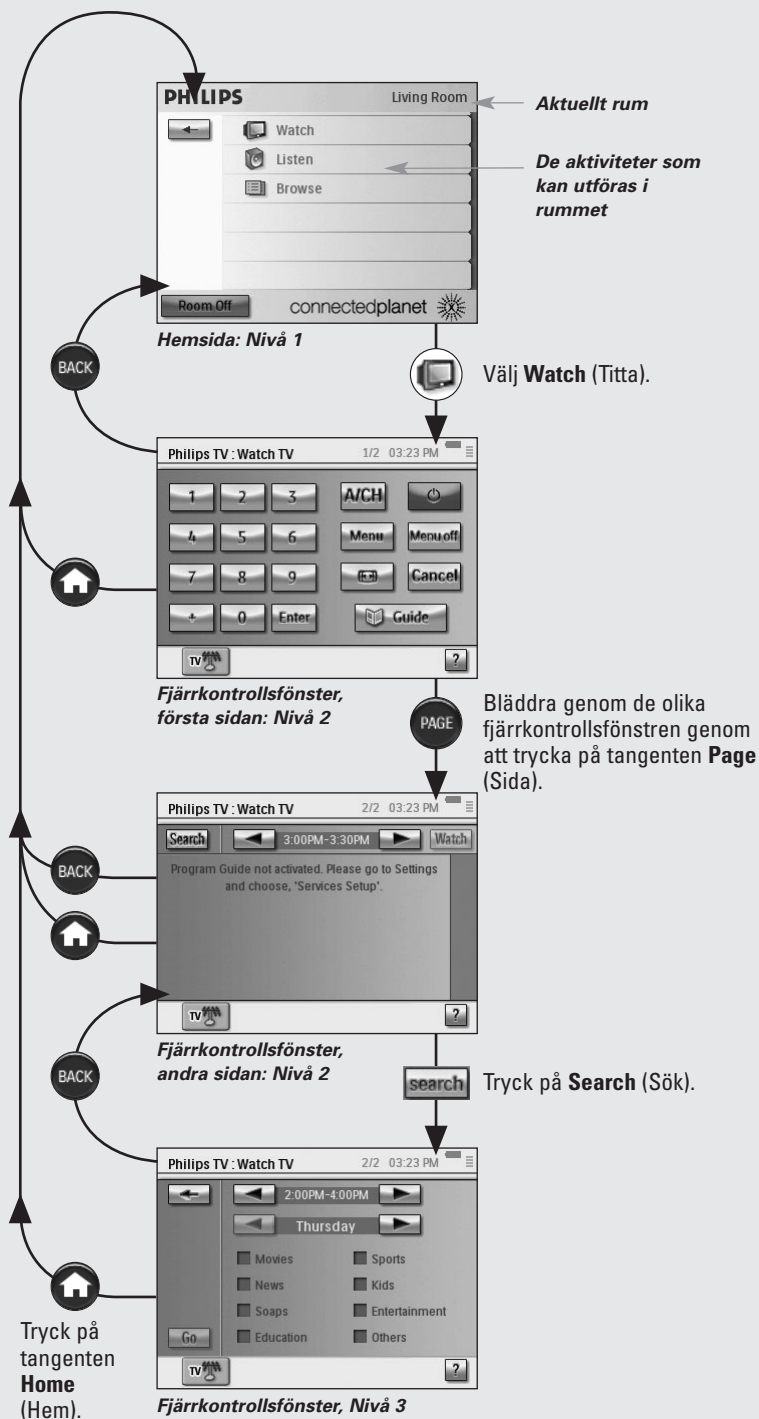 PHILIPS
Living Room
Aktuellt rum
Watch
Listen
Browse
De aktiviteter som
kan utföras i
rummet
Room Off
connectedplanet
Hemsida: Nivå 1
BACK
Välj Watch (Titta).
Philips TV : Watch TV
1/2 03:23 PM
1 2 3 A/CH
4 5 6 Menu Menu off
7 8 9 Cancel
+ 0 Enter Guide
TV
?
Fjärrkontrollsfönster,
första sidan: Nivå 2
PAGE
Bläddra genom de olika
fjärrkontrollsfönstren genom
att trycka på tangenten Page
(Sida).
Philips TV : Watch TV
2/2 03:23 PM
Search
3:00PM-3:30PM
Watch
Program Guide not activated. Please go to Settings
and choose, 'Services Setup'.
BACK
TV
?
Fjärrkontrollsfönster,
andra sidan: Nivå 2
BACK
search
Tryck på Search (Sök).
Philips TV : Watch TV
2/2 03:23 PM
2:00PM-4:00PM
Thursday
Movies Sports
News Kids
Soaps Entertainment
Go Education Others
TV
?
Tryck på
tangenten
Home
(Hem).
Fjärrkontrollsfönster, Nivå 3